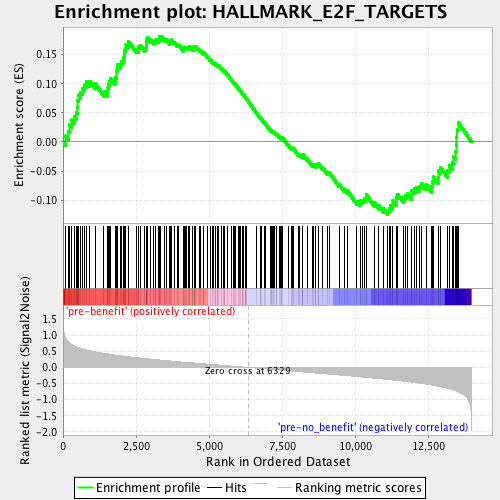 Enrichment plot: HALLMARK_E2F_TARGETS
Enrichment score (ES)
0.15
0.10
0.05
0.00
-0.05
-0.10
Ranked list metric (Signal2Noise)
'pre-benefit' (positively correlated)
1.5
1.0
0.5
0.0
-0.5
-1.0
-1.5
-2.0
Zero cross at 6329
'pre-no_benefit' (negatively correlated)
0
2,500
5,000
7,500
10,000
12,500
Rank in Ordered Dataset
Enrichment profile
Hits
Ranking metric scores